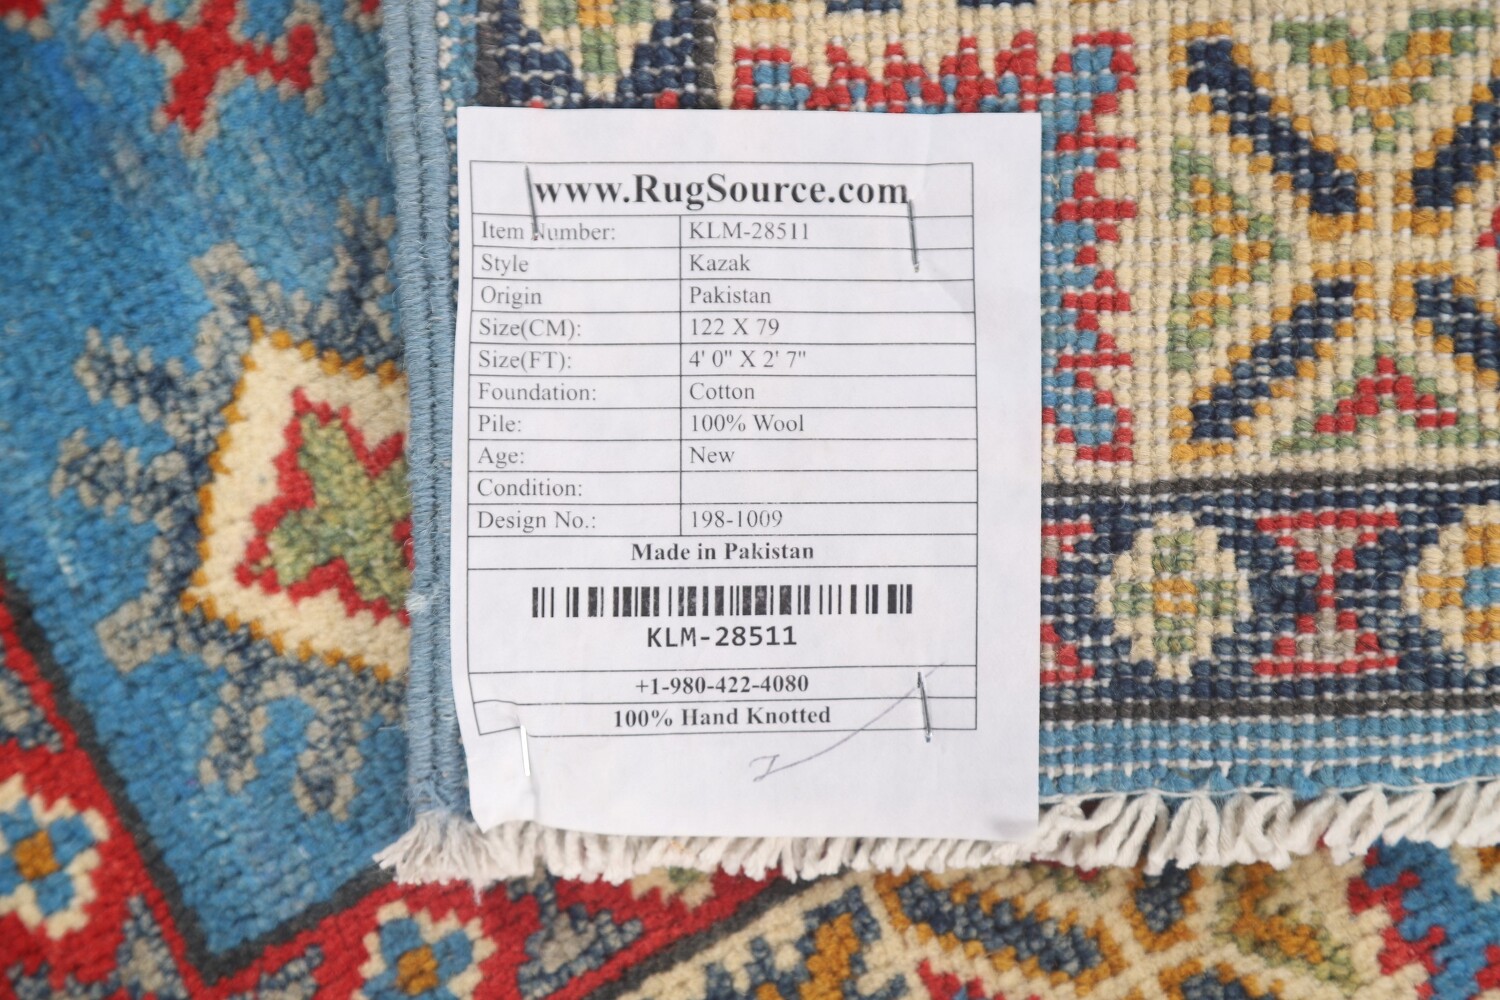 www.RugSource.com
Item Number: KLM-28511
Style Kazak
Origin Pakistan
Size(CM): 122 X 79
Size(FT): 4' 0" X 2' 7"
Foundation: Cotton
Pile: 100% Wool
Age: New
Condition:
Design No.: 198-1009
Made in Pakistan
KLM-28511
+1-980-422-4080
100% Hand Knotted